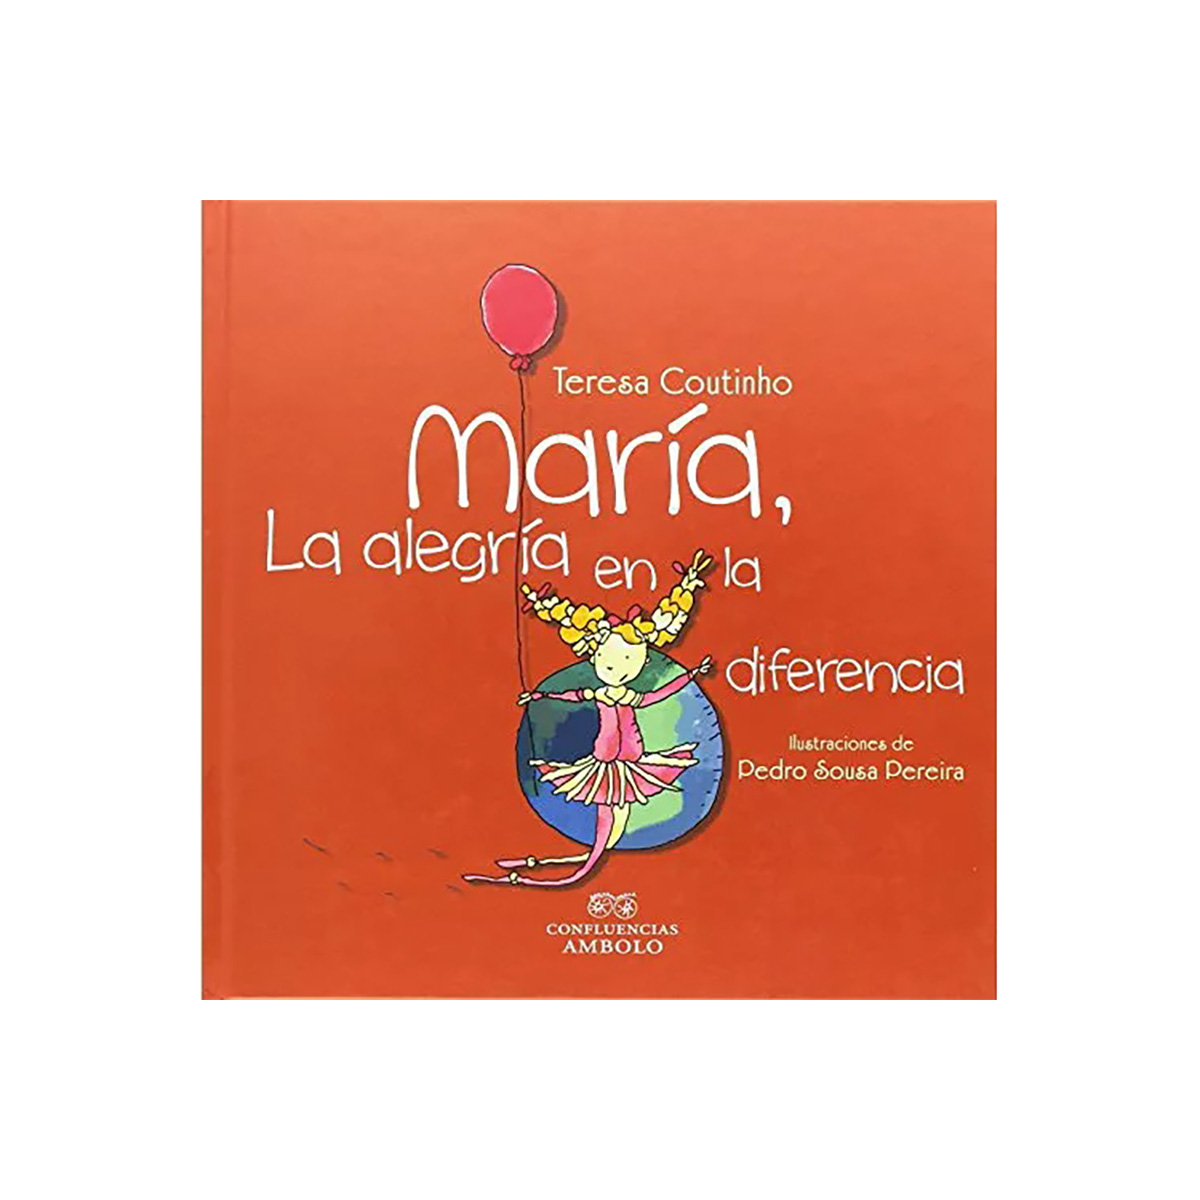 Teresa Coutinho
María,
La alegría en la
diferencia
Ilustraciones de
Pedro Sousa Pereira
CONFLUENCIAS
AMBOLO